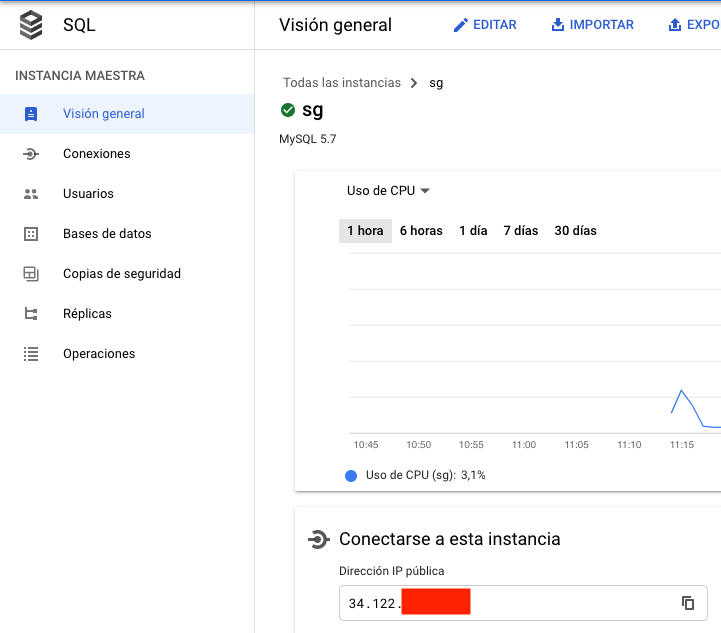 SQL
Visión general
EDITAR
IMPORTAR
EXPO
INSTANCIA MAESTRA
Visión general
Conexiones
Usuarios
Bases de datos
Copias de seguridad
Réplicas
Operaciones
Todas las instancias
sg
sg
MySQL 5.7
Uso de CPU
1 hora 6 horas 1 día 7 días 30 días
10:45 10:50 10:55 11:00 11:05 11:10 11:15
Uso de CPU (sg): 3,1%
Conectarse a esta instancia
Dirección IP pública
34.122.